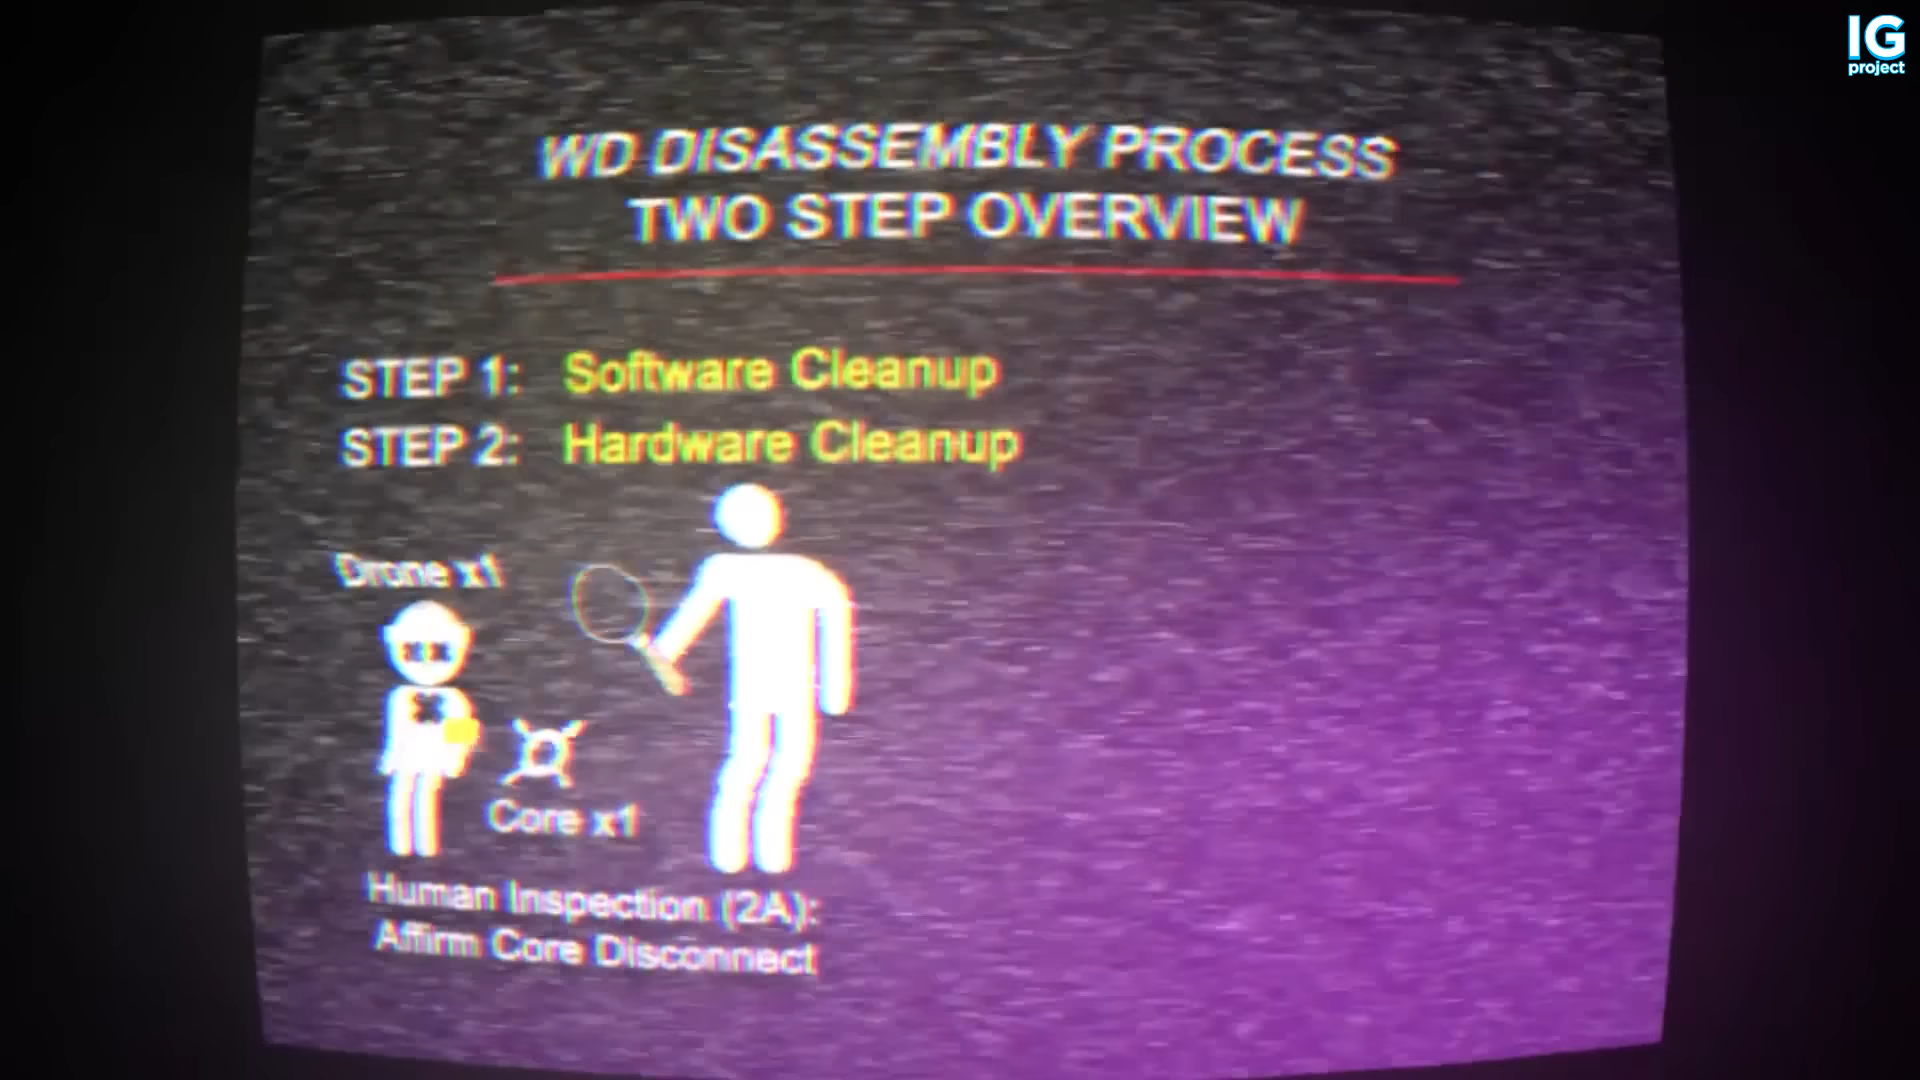 IG
project
WD DISASSEMBLY PROCESS
TWO STEP OVERVIEW
STEP 1: Software Cleanup
STEP 2: Hardware Cleanup
Drone x1
Core x1
Human Inspection (2A):
Affirm Core Disconnect